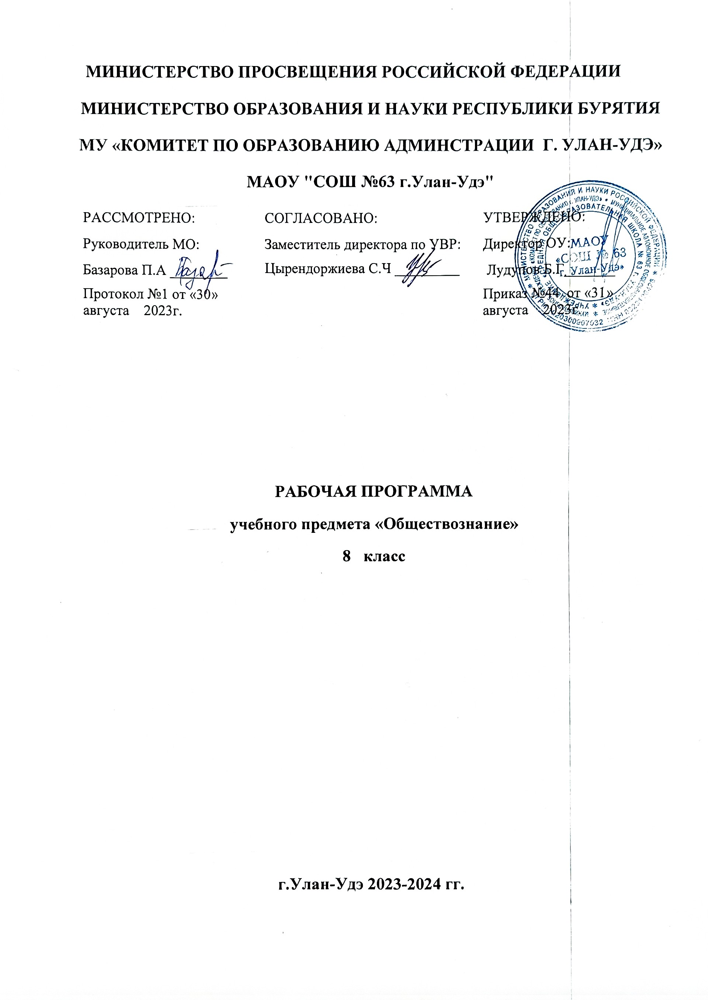 МИНИСТЕРСТВО ПРОСВЕЩЕНИЯ РОССИЙСКОЙ ФЕДЕРАЦИИ
МИНИСТЕРСТВО ОБРАЗОВАНИЯ И НАУКИ РЕСПУБЛИКИ БУРЯТИЯ
МУ «КОМИТЕТ ПО ОБРАЗОВАНИЮ АДМИНСТРАЦИИ Г. УЛАН-УДЭ»
МАОУ "СОШ №63 г.Улан-Удэ"
РАССМОТРЕНО:
Руководитель МО:
Базарова П.А
Протокол №1 от «30»
августа 2023г.
СОГЛАСОВАНО:
Заместитель директора по УВР:
Цырендоржиева С.Ч
УТВЕРЖДЕНО:
Директор ОУ:
Лудупов Б.Г.
Приказ №44 от «31»
августа 2023г.
МАОУ
«СОШ № 63
г. Улан-Удэ»
РАБОЧАЯ ПРОГРАММА
учебного предмета «Обществознание»
8 класс
г.Улан-Удэ 2023-2024 гг.